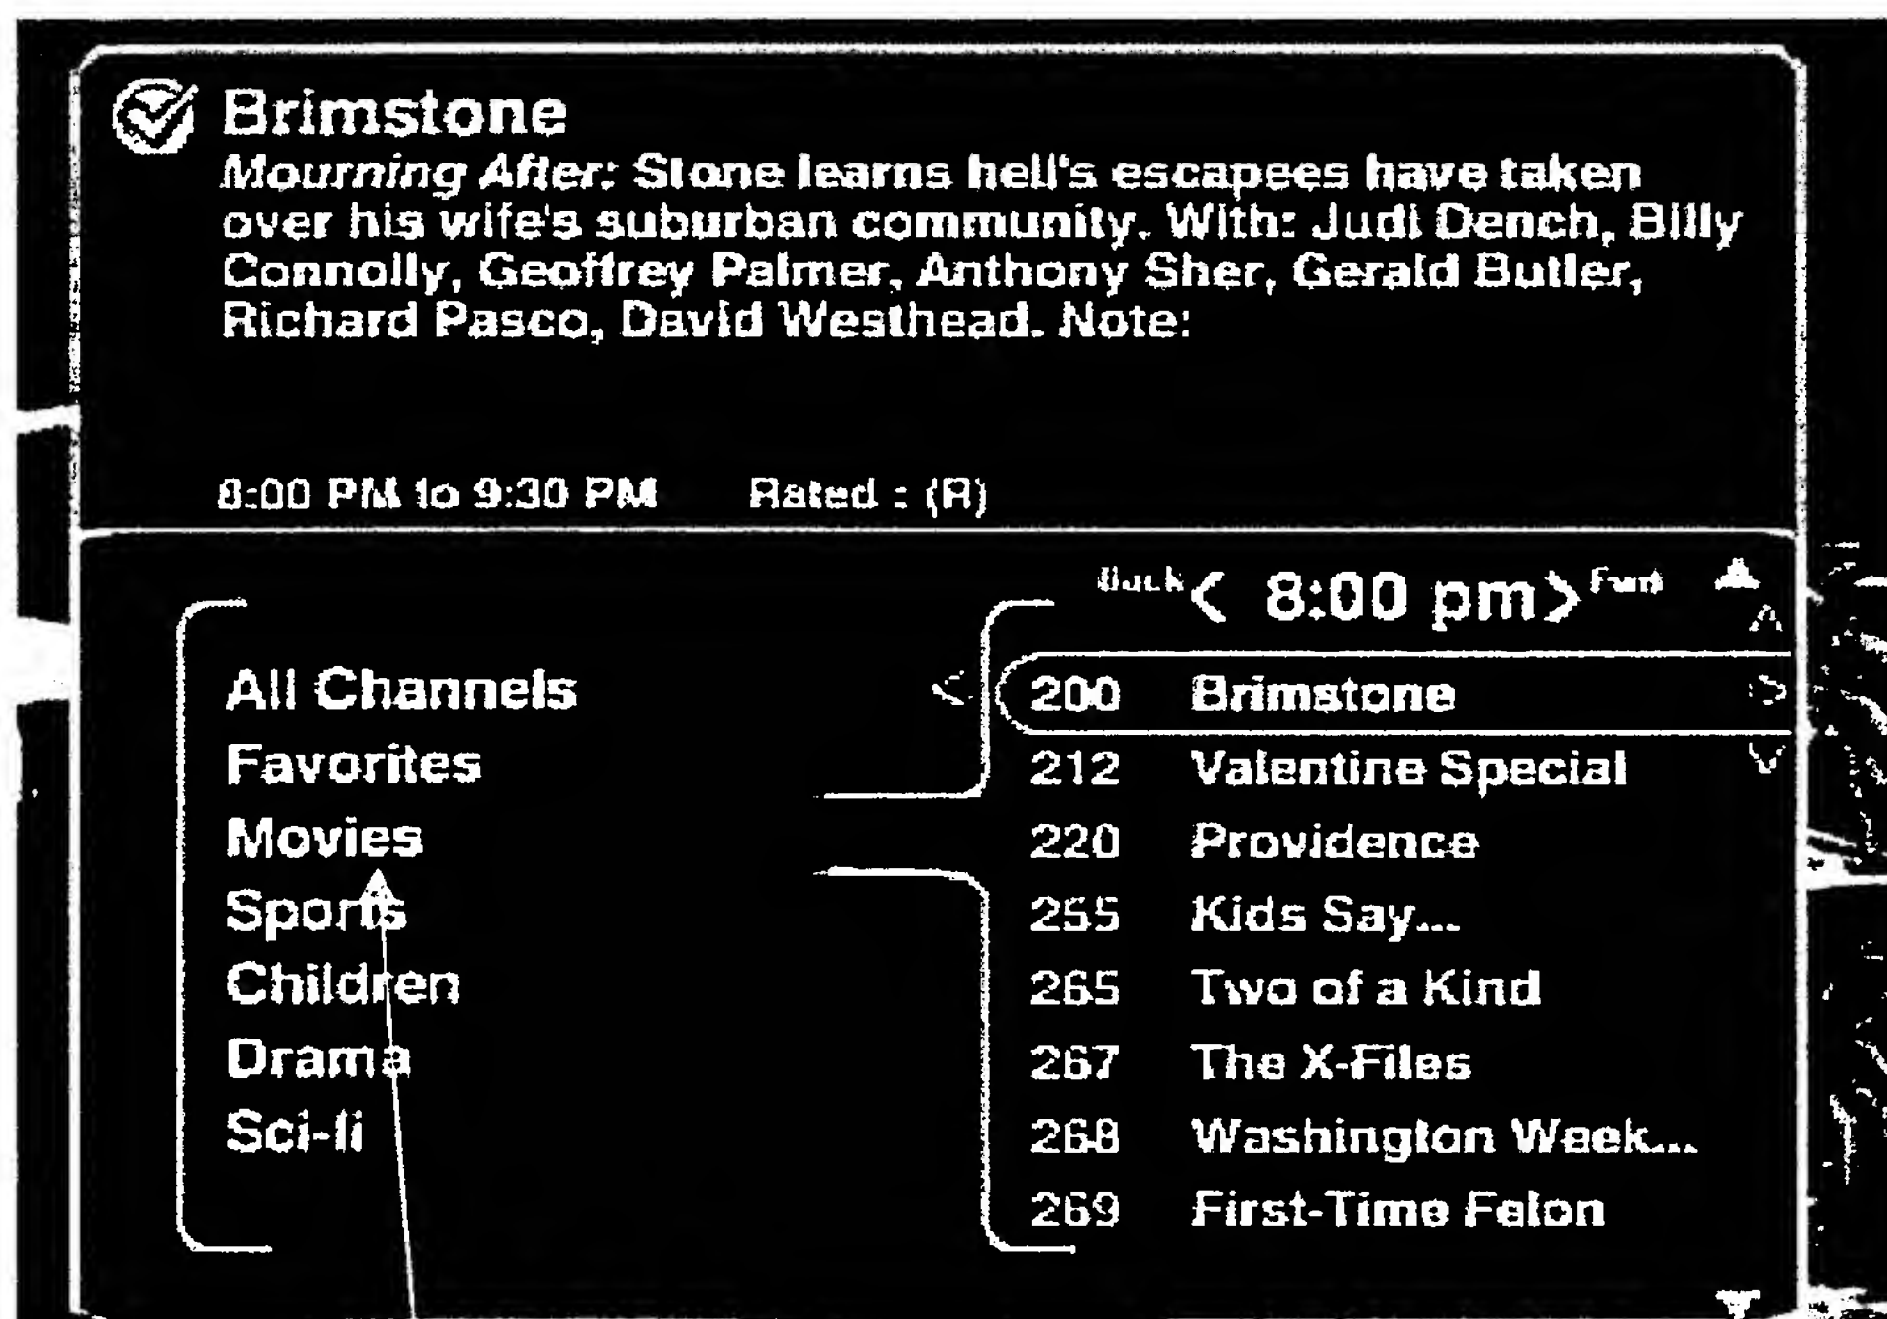 Brimstone
Mourning After: Stone learns hell's escapees have taken
over his wife's suburban community. With: Judi Dench, Billy
Connolly, Geoffrey Palmer, Anthony Sher, Gerald Butler,
Richard Pasco, David Westhead. Note:
8:00 PM to 9:30 PM Rated : (R)
Back < 8:00 pm > Fwd
All Channels
Favorites
Movies
Sports
Children
Drama
Sci-fi
200 Brimstone
212 Valentine Special
220 Providence
255 Kids Say...
265 Two of a Kind
267 The X-Files
268 Washington Week...
269 First-Time Felon